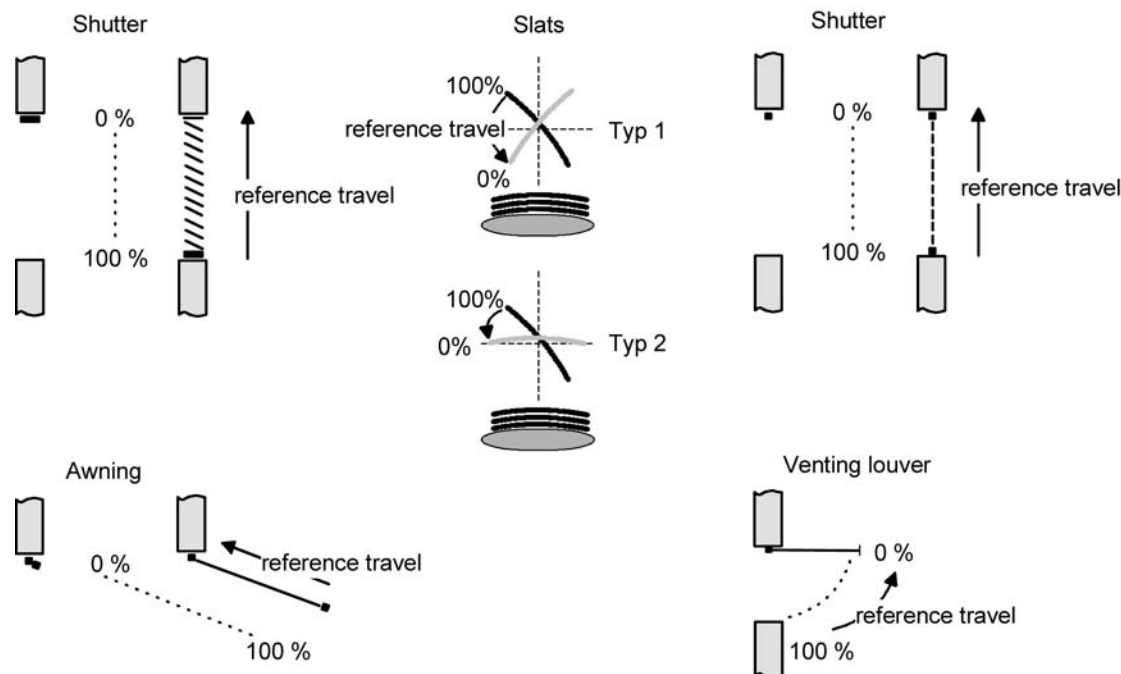 Shutter
0 %
reference travel
100 %
Slats
100%
reference travel
Typ 1
0%
100%
0%
Typ 2
Shutter
0 %
reference travel
100 %
Awning
0 %
reference travel
100 %
Venting louver
0 %
reference travel
100 %